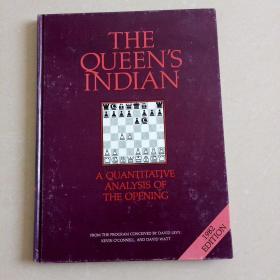 THE
QUEEN'S
INDIAN
A QUANTITATIVE
ANALYSIS OF
THE OPENING
FROM THE PROGRAM CONCEIVED BY DAVID LEVY,
KEVIN O'CONNELL, AND DAVID WATT
1992
EDITION